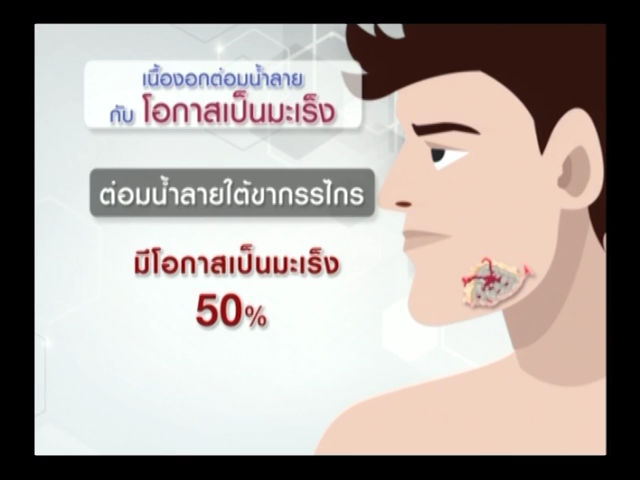 เนื้องอกต่อมน้ำลาย
กับ โอกาสเป็นมะเร็ง
ต่อมน้ำลายใต้ขากรรไกร
มีโอกาสเป็นมะเร็ง
50%